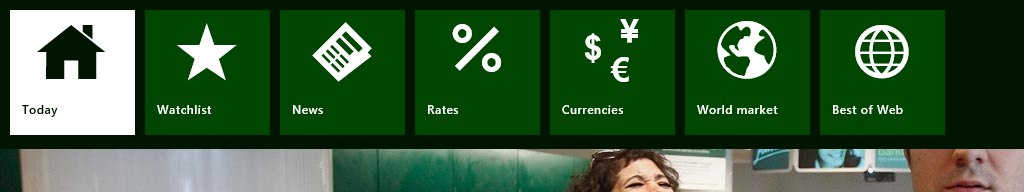 Today
Watchlist
News
Rates
Currencies
World market
Best of Web